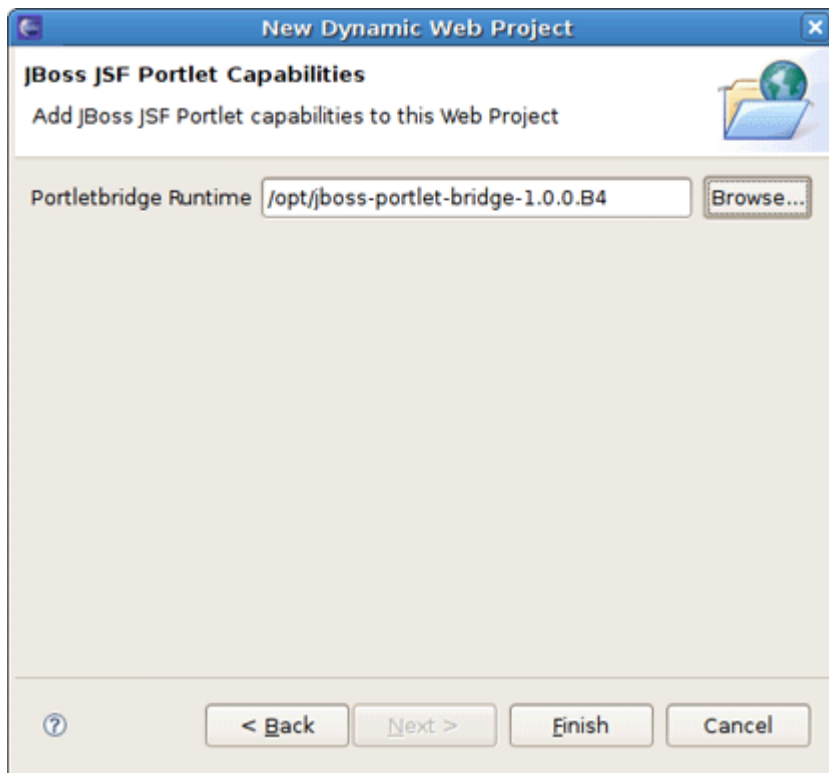 New Dynamic Web Project
JBoss JSF Portlet Capabilities
Add JBoss JSF Portlet capabilities to this Web Project
Portletbridge Runtime /opt/jboss-portlet-bridge-1.0.0.B4 Browse...
? < Back Next > Finish Cancel